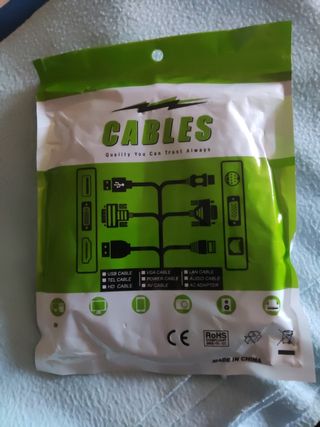 CABLES
Quality You Can Trust Always
USB CABLE VGA CABLE LAN CABLE
TEL CABLE POWER CABLE AUDIO CABLE
HD CABLE AV CABLE AC ADAPTER
CE
RoHS
COMPLIANT
MADE IN CHINA